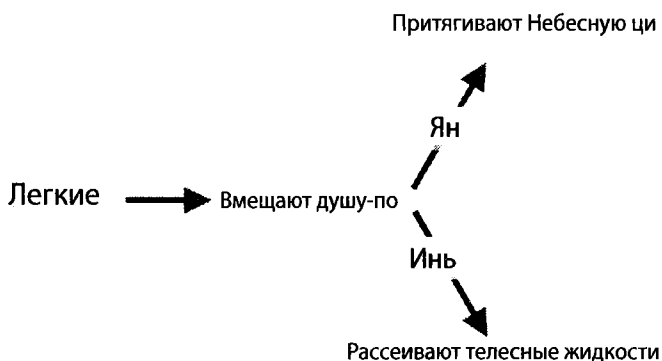 Притягивают Небесную ци
Ян
Легкие
Вмещают душу-по
Инь
Рассеивают телесные жидкости